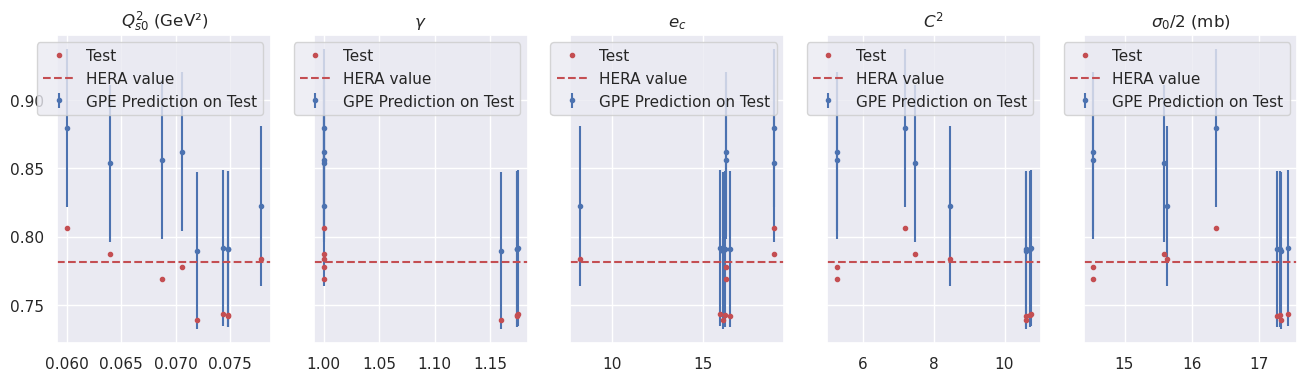 Q²s0 (GeV²)
γ
e_c
C²
σ₀/2 (mb)
Test
HERA value
GPE Prediction on Test
Test
HERA value
GPE Prediction on Test
Test
HERA value
GPE Prediction on Test
Test
HERA value
GPE Prediction on Test
Test
HERA value
GPE Prediction on Test
0.90
0.85
0.80
0.75
0.060 0.065 0.070 0.075
1.00 1.05 1.10 1.15
10 15
6 8 10
15 16 17